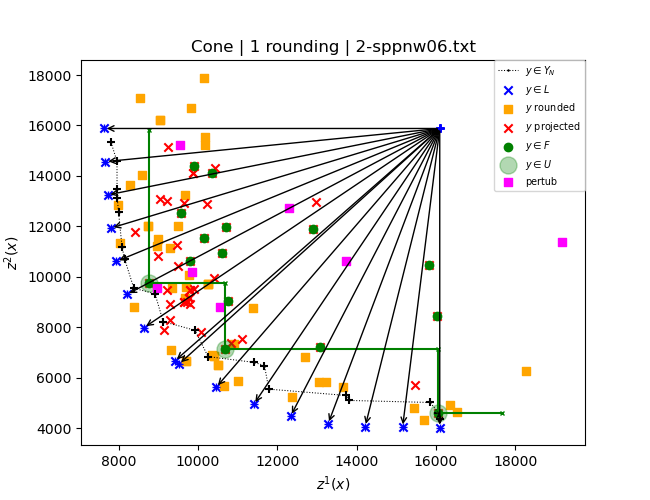 Cone | 1 rounding | 2-sppnw06.txt
z²(x)
18000
16000
14000
12000
10000
8000
6000
4000
8000 10000 12000 14000 16000 18000
z¹(x)
y ∈ Y_N
y ∈ L
y rounded
y projected
y ∈ F
y ∈ U
pertub